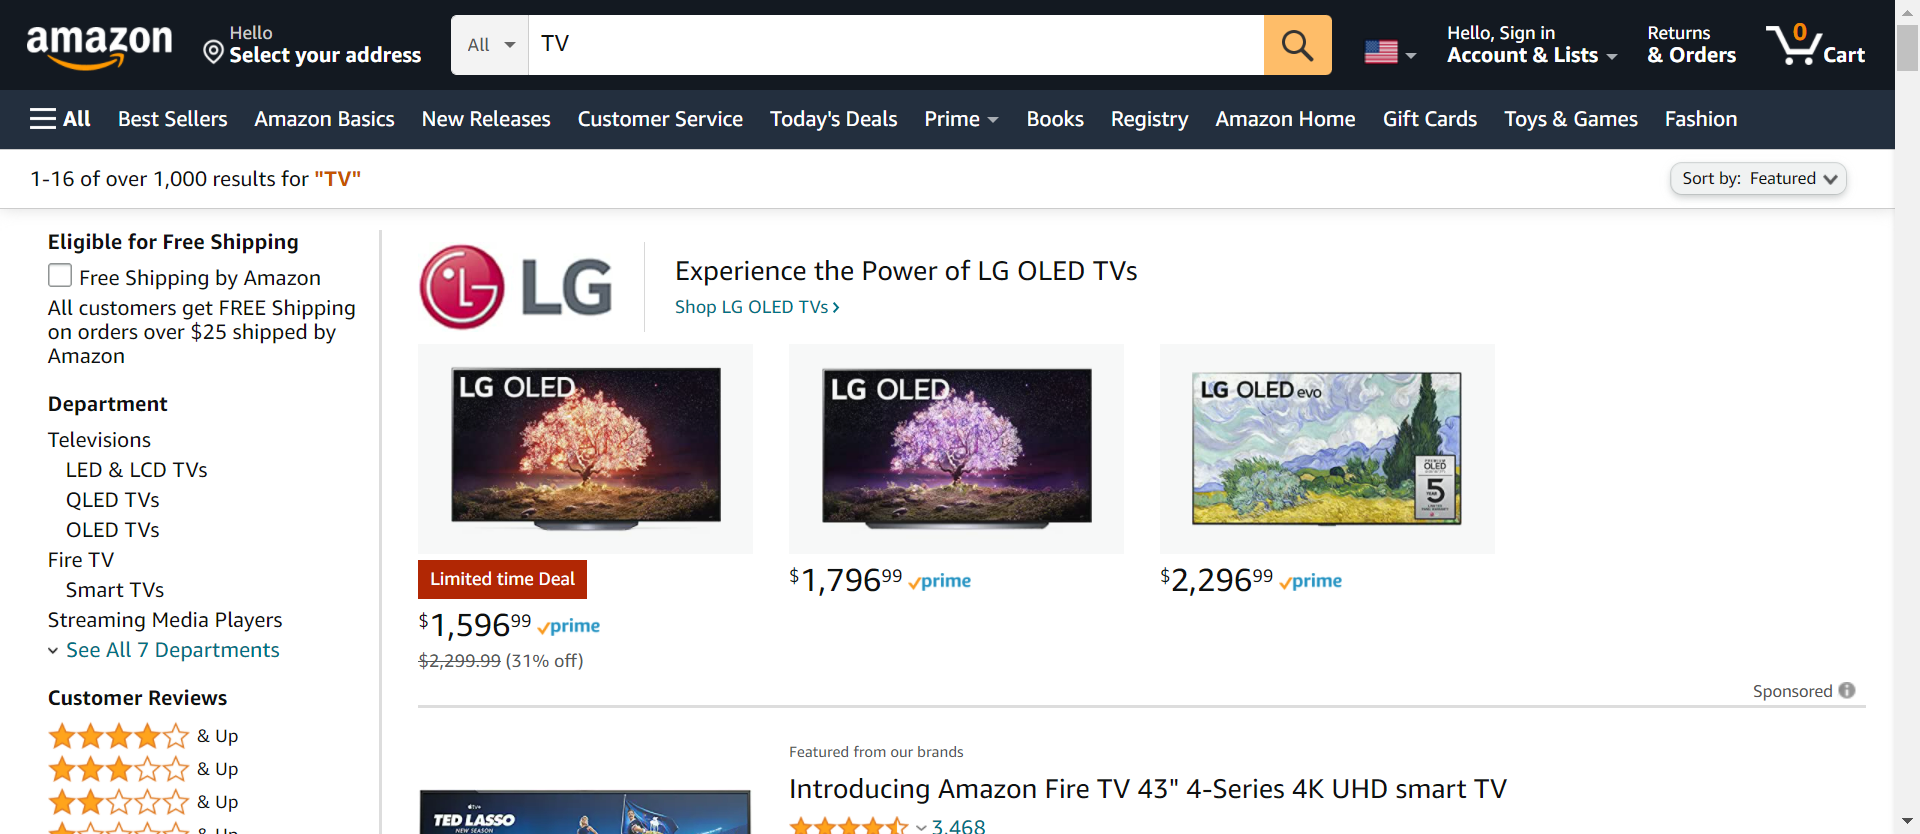 amazon
Hello
Select your address
All
TV
Hello, Sign in
Account & Lists
Returns
& Orders
0
Cart
All
Best Sellers
Amazon Basics
New Releases
Customer Service
Today's Deals
Prime
Books
Registry
Amazon Home
Gift Cards
Toys & Games
Fashion
1-16 of over 1,000 results for "TV"
Sort by: Featured
Eligible for Free Shipping
Free Shipping by Amazon
All customers get FREE Shipping
on orders over $25 shipped by
Amazon
Department
Televisions
LED & LCD TVs
QLED TVs
OLED TVs
Fire TV
Smart TVs
Streaming Media Players
See All 7 Departments
Customer Reviews
& Up
& Up
& Up
& Up
LG
Experience the Power of LG OLED TVs
Shop LG OLED TVs ›
LG OLED
LG OLED
LG OLED evo
OLED
5
YEAR
Limited time Deal
$1,596.99 prime
$2,299.99 (31% off)
$1,796.99 prime
$2,296.99 prime
Sponsored
Featured from our brands
Introducing Amazon Fire TV 43" 4-Series 4K UHD smart TV
3,468
tv+
TED LASSO
NEW SEASON